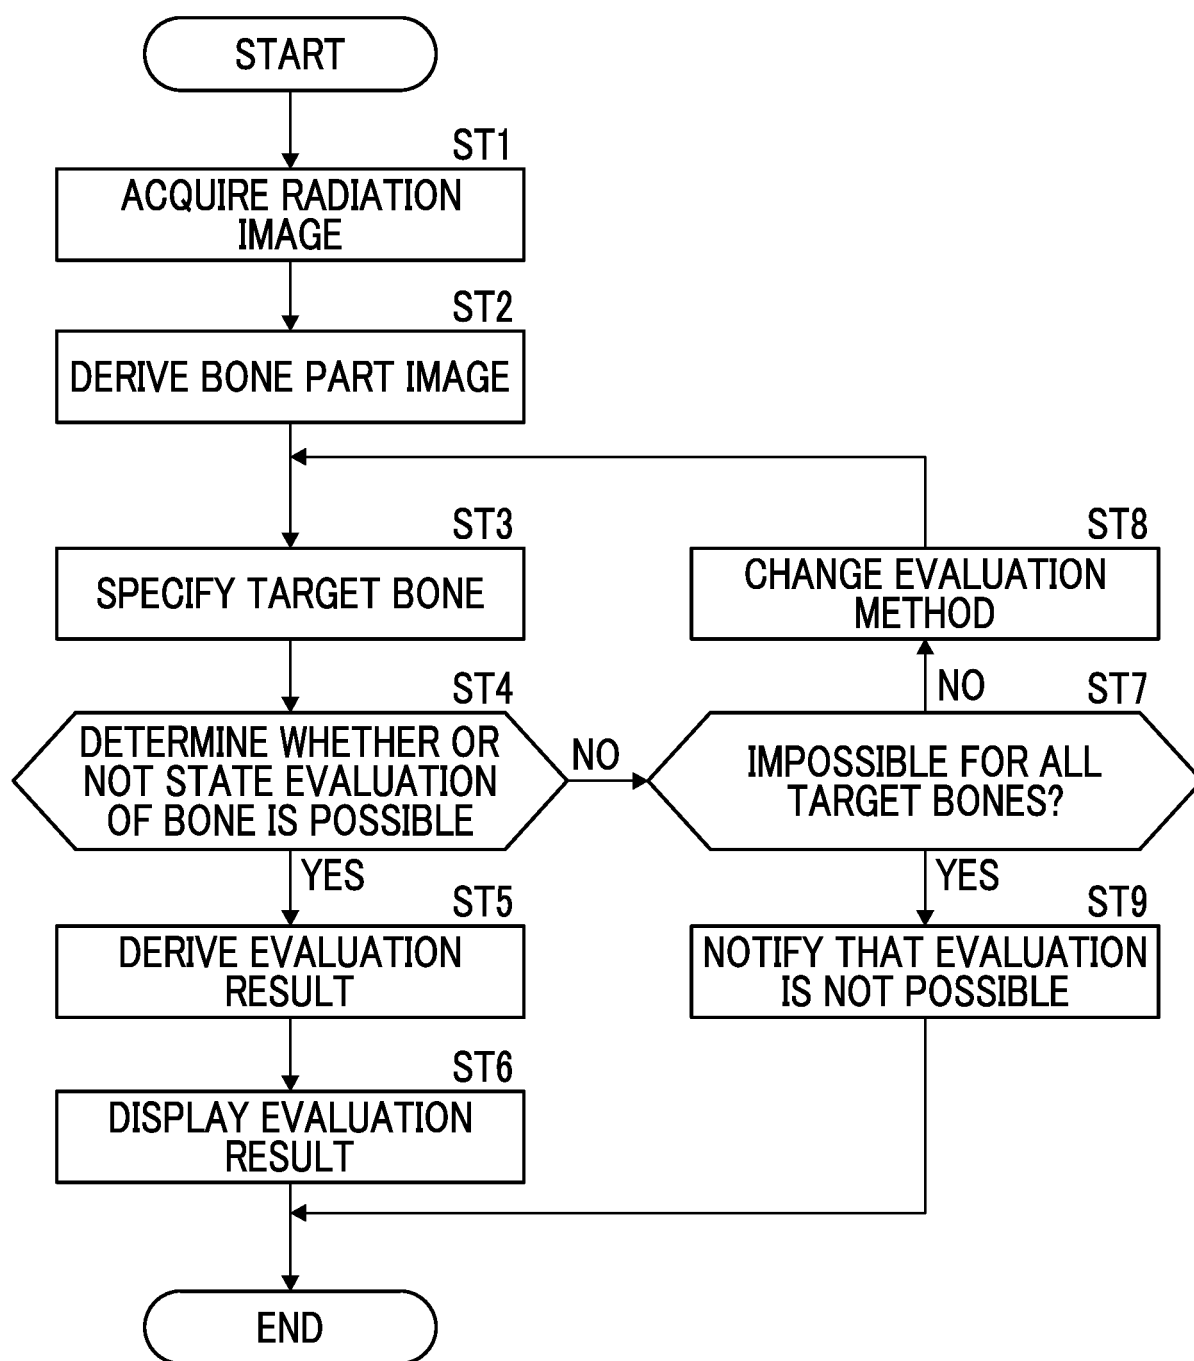 START
ST1
ACQUIRE RADIATION
IMAGE
ST2
DERIVE BONE PART IMAGE
ST3
SPECIFY TARGET BONE
ST4
DETERMINE WHETHER OR
NOT STATE EVALUATION
OF BONE IS POSSIBLE
NO
YES
ST5
DERIVE EVALUATION
RESULT
ST6
DISPLAY EVALUATION
RESULT
END
ST8
CHANGE EVALUATION
METHOD
NO
ST7
IMPOSSIBLE FOR ALL
TARGET BONES?
YES
ST9
NOTIFY THAT EVALUATION
IS NOT POSSIBLE